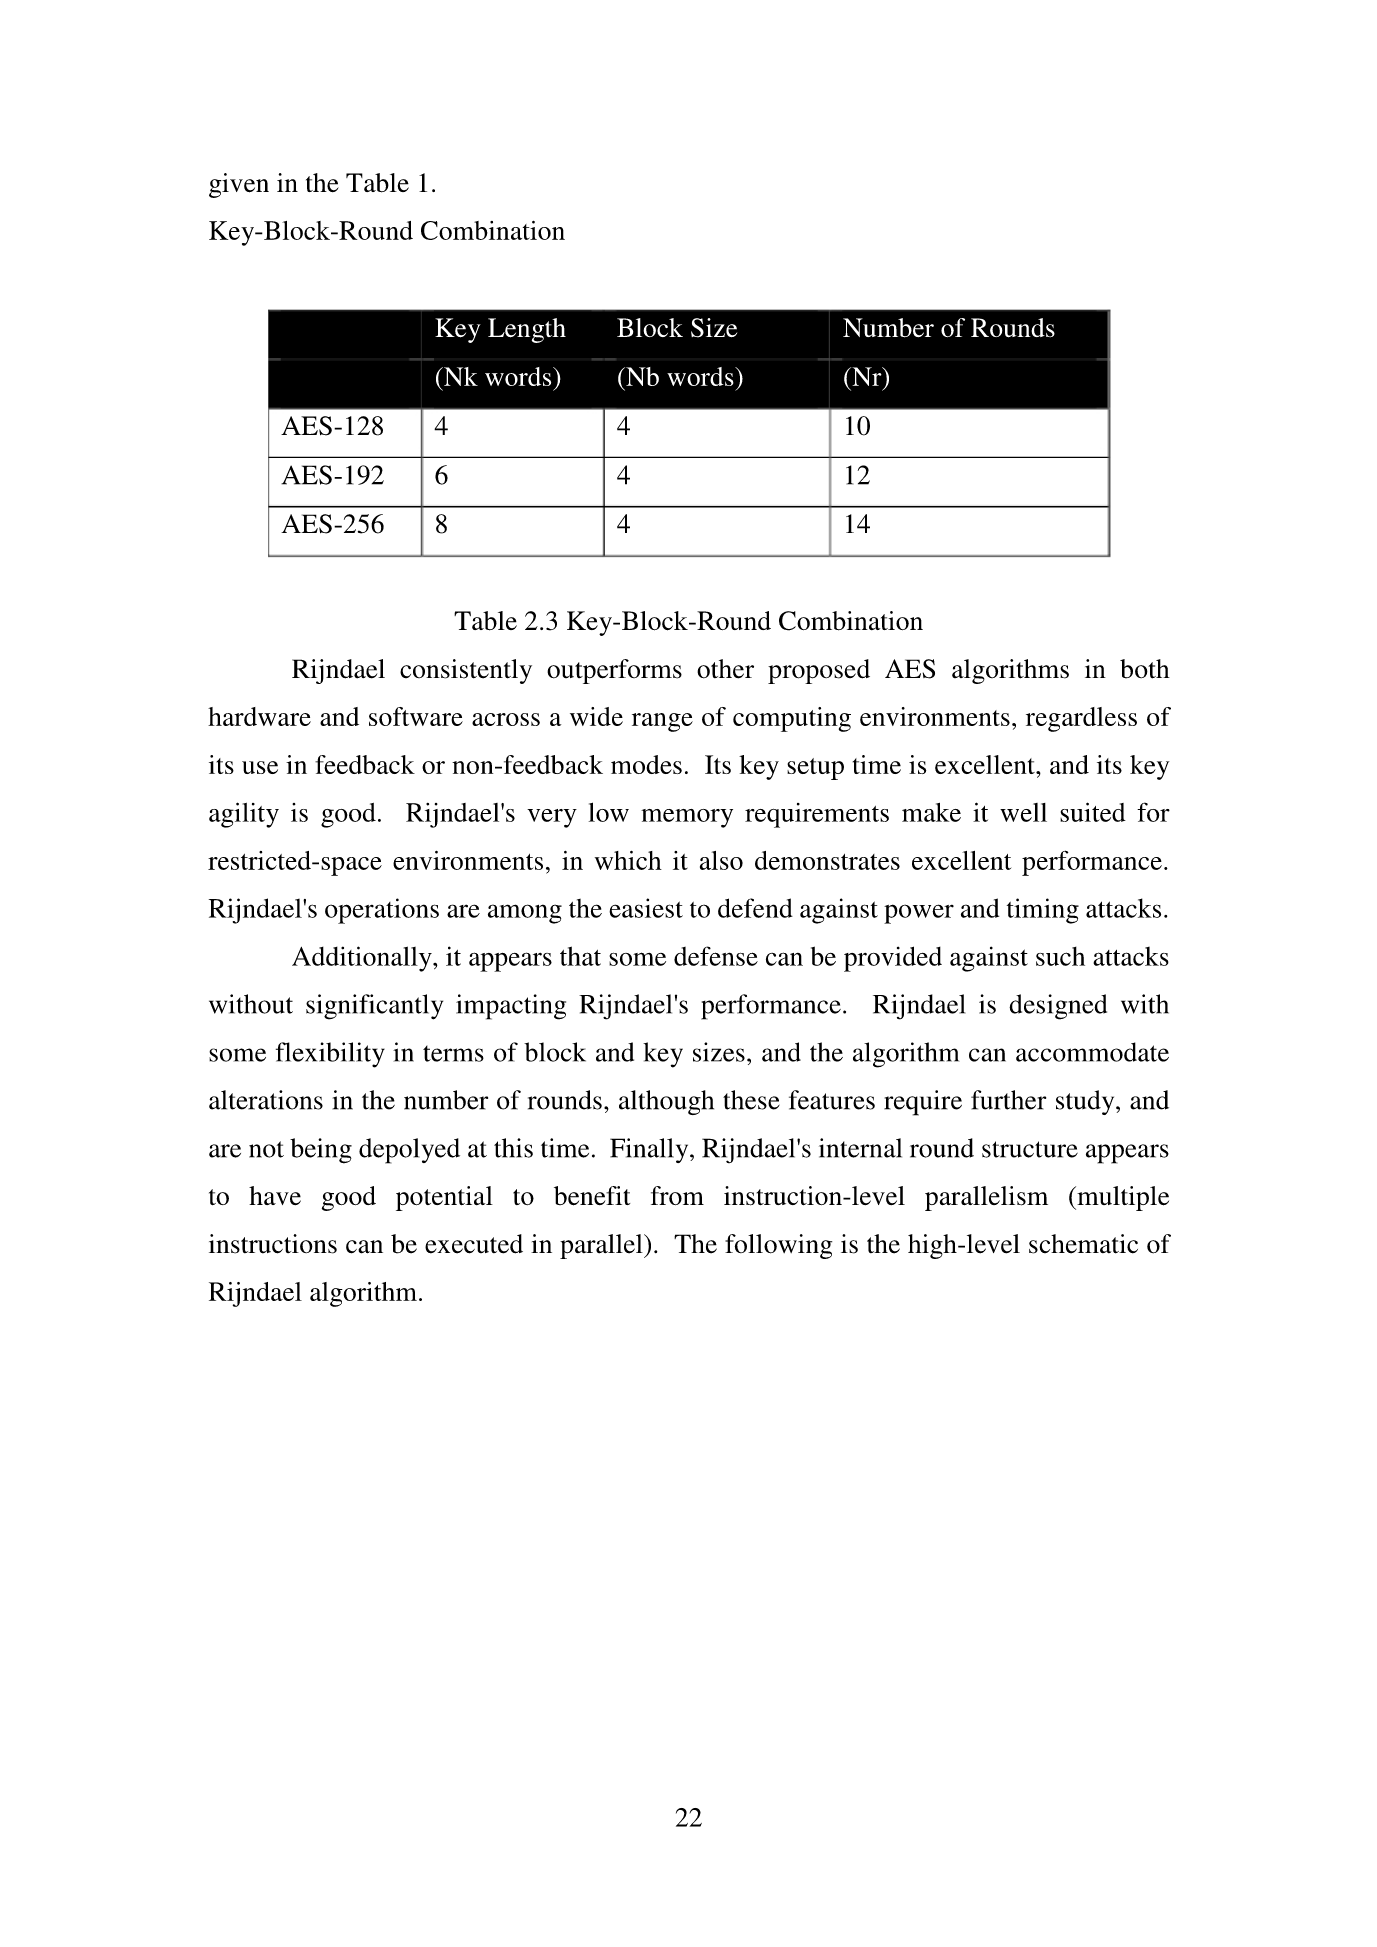 given in the Table 1.
Key-Block-Round Combination
Key Length Block Size Number of Rounds
(Nk words) (Nb words) (Nr)
AES-128 4 4 10
AES-192 6 4 12
AES-256 8 4 14
Table 2.3 Key-Block-Round Combination
Rijndael consistently outperforms other proposed AES algorithms in both
hardware and software across a wide range of computing environments, regardless of
its use in feedback or non-feedback modes. Its key setup time is excellent, and its key
agility is good. Rijndael's very low memory requirements make it well suited for
restricted-space environments, in which it also demonstrates excellent performance.
Rijndael's operations are among the easiest to defend against power and timing attacks.
Additionally, it appears that some defense can be provided against such attacks
without significantly impacting Rijndael's performance. Rijndael is designed with
some flexibility in terms of block and key sizes, and the algorithm can accommodate
alterations in the number of rounds, although these features require further study, and
are not being depolyed at this time. Finally, Rijndael's internal round structure appears
to have good potential to benefit from instruction-level parallelism (multiple
instructions can be executed in parallel). The following is the high-level schematic of
Rijndael algorithm.
22